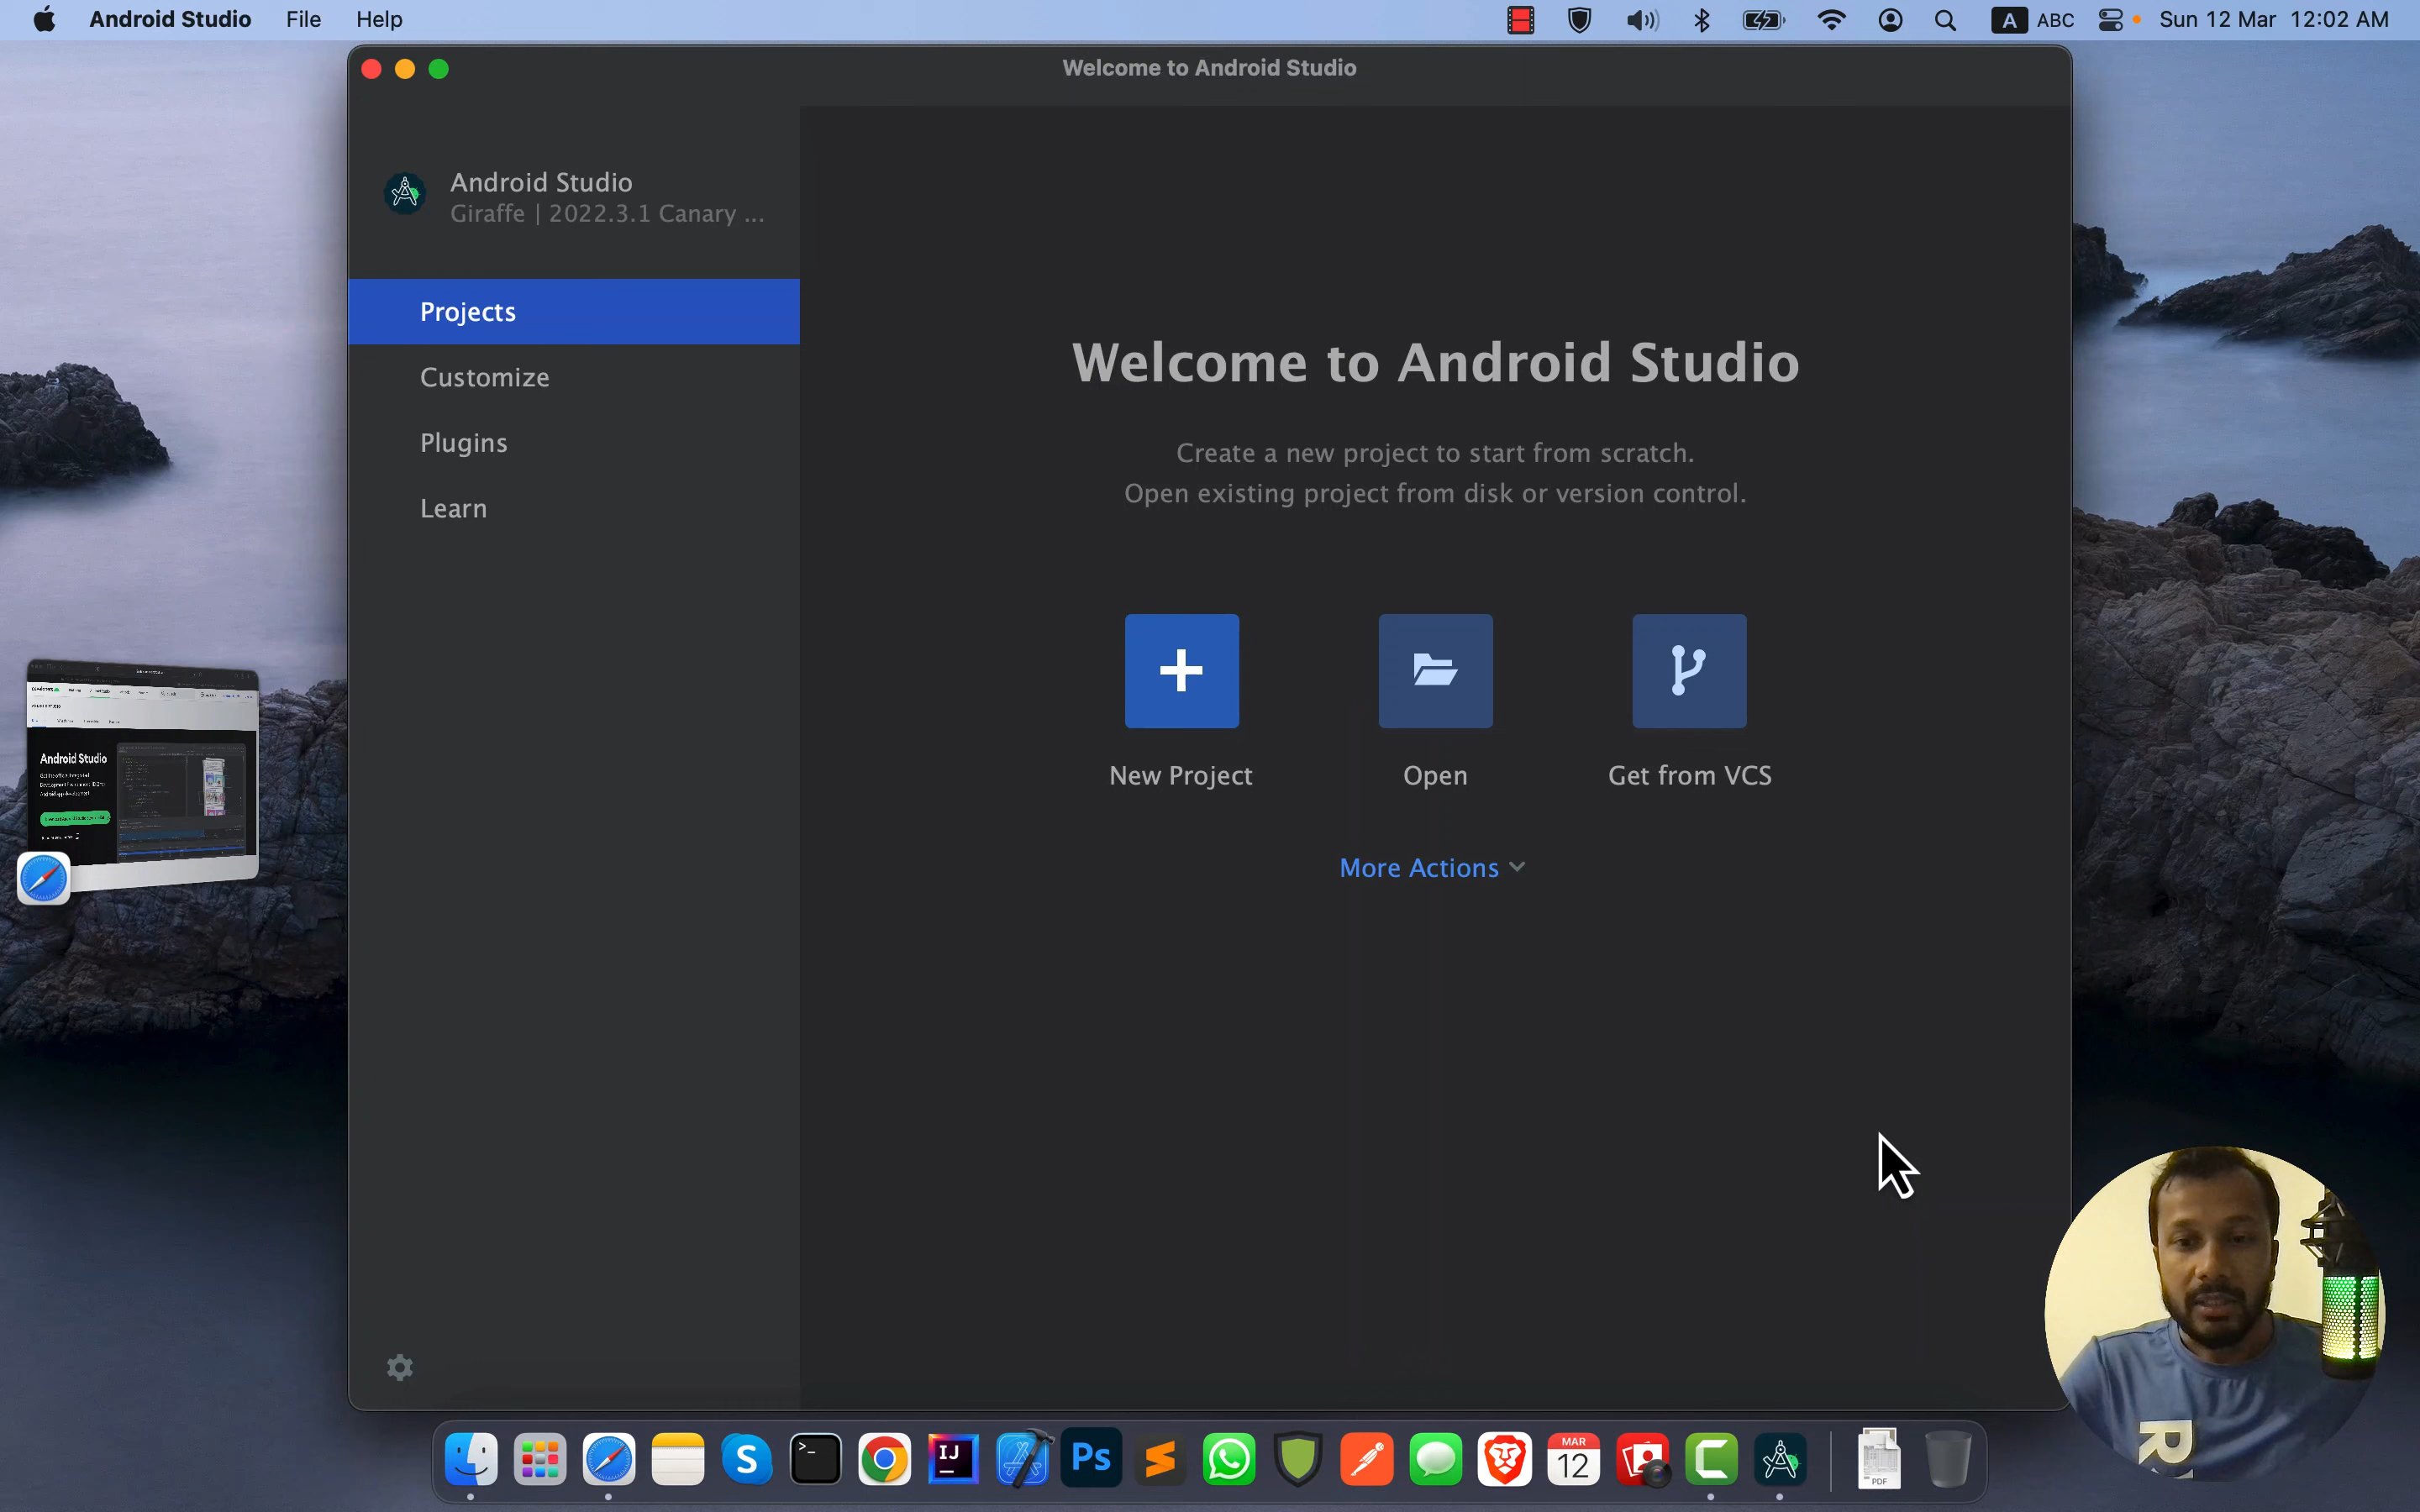 Android Studio File Help
A ABC Sun 12 Mar 12:02 AM
Welcome to Android Studio
Android Studio
Giraffe | 2022.3.1 Canary ...
Projects
Customize
Plugins
Learn
Welcome to Android Studio
Create a new project to start from scratch.
Open existing project from disk or version control.
New Project Open Get from VCS
More Actions
Android Studio
S >_ IJ Ps MAR 12 C PDF
R